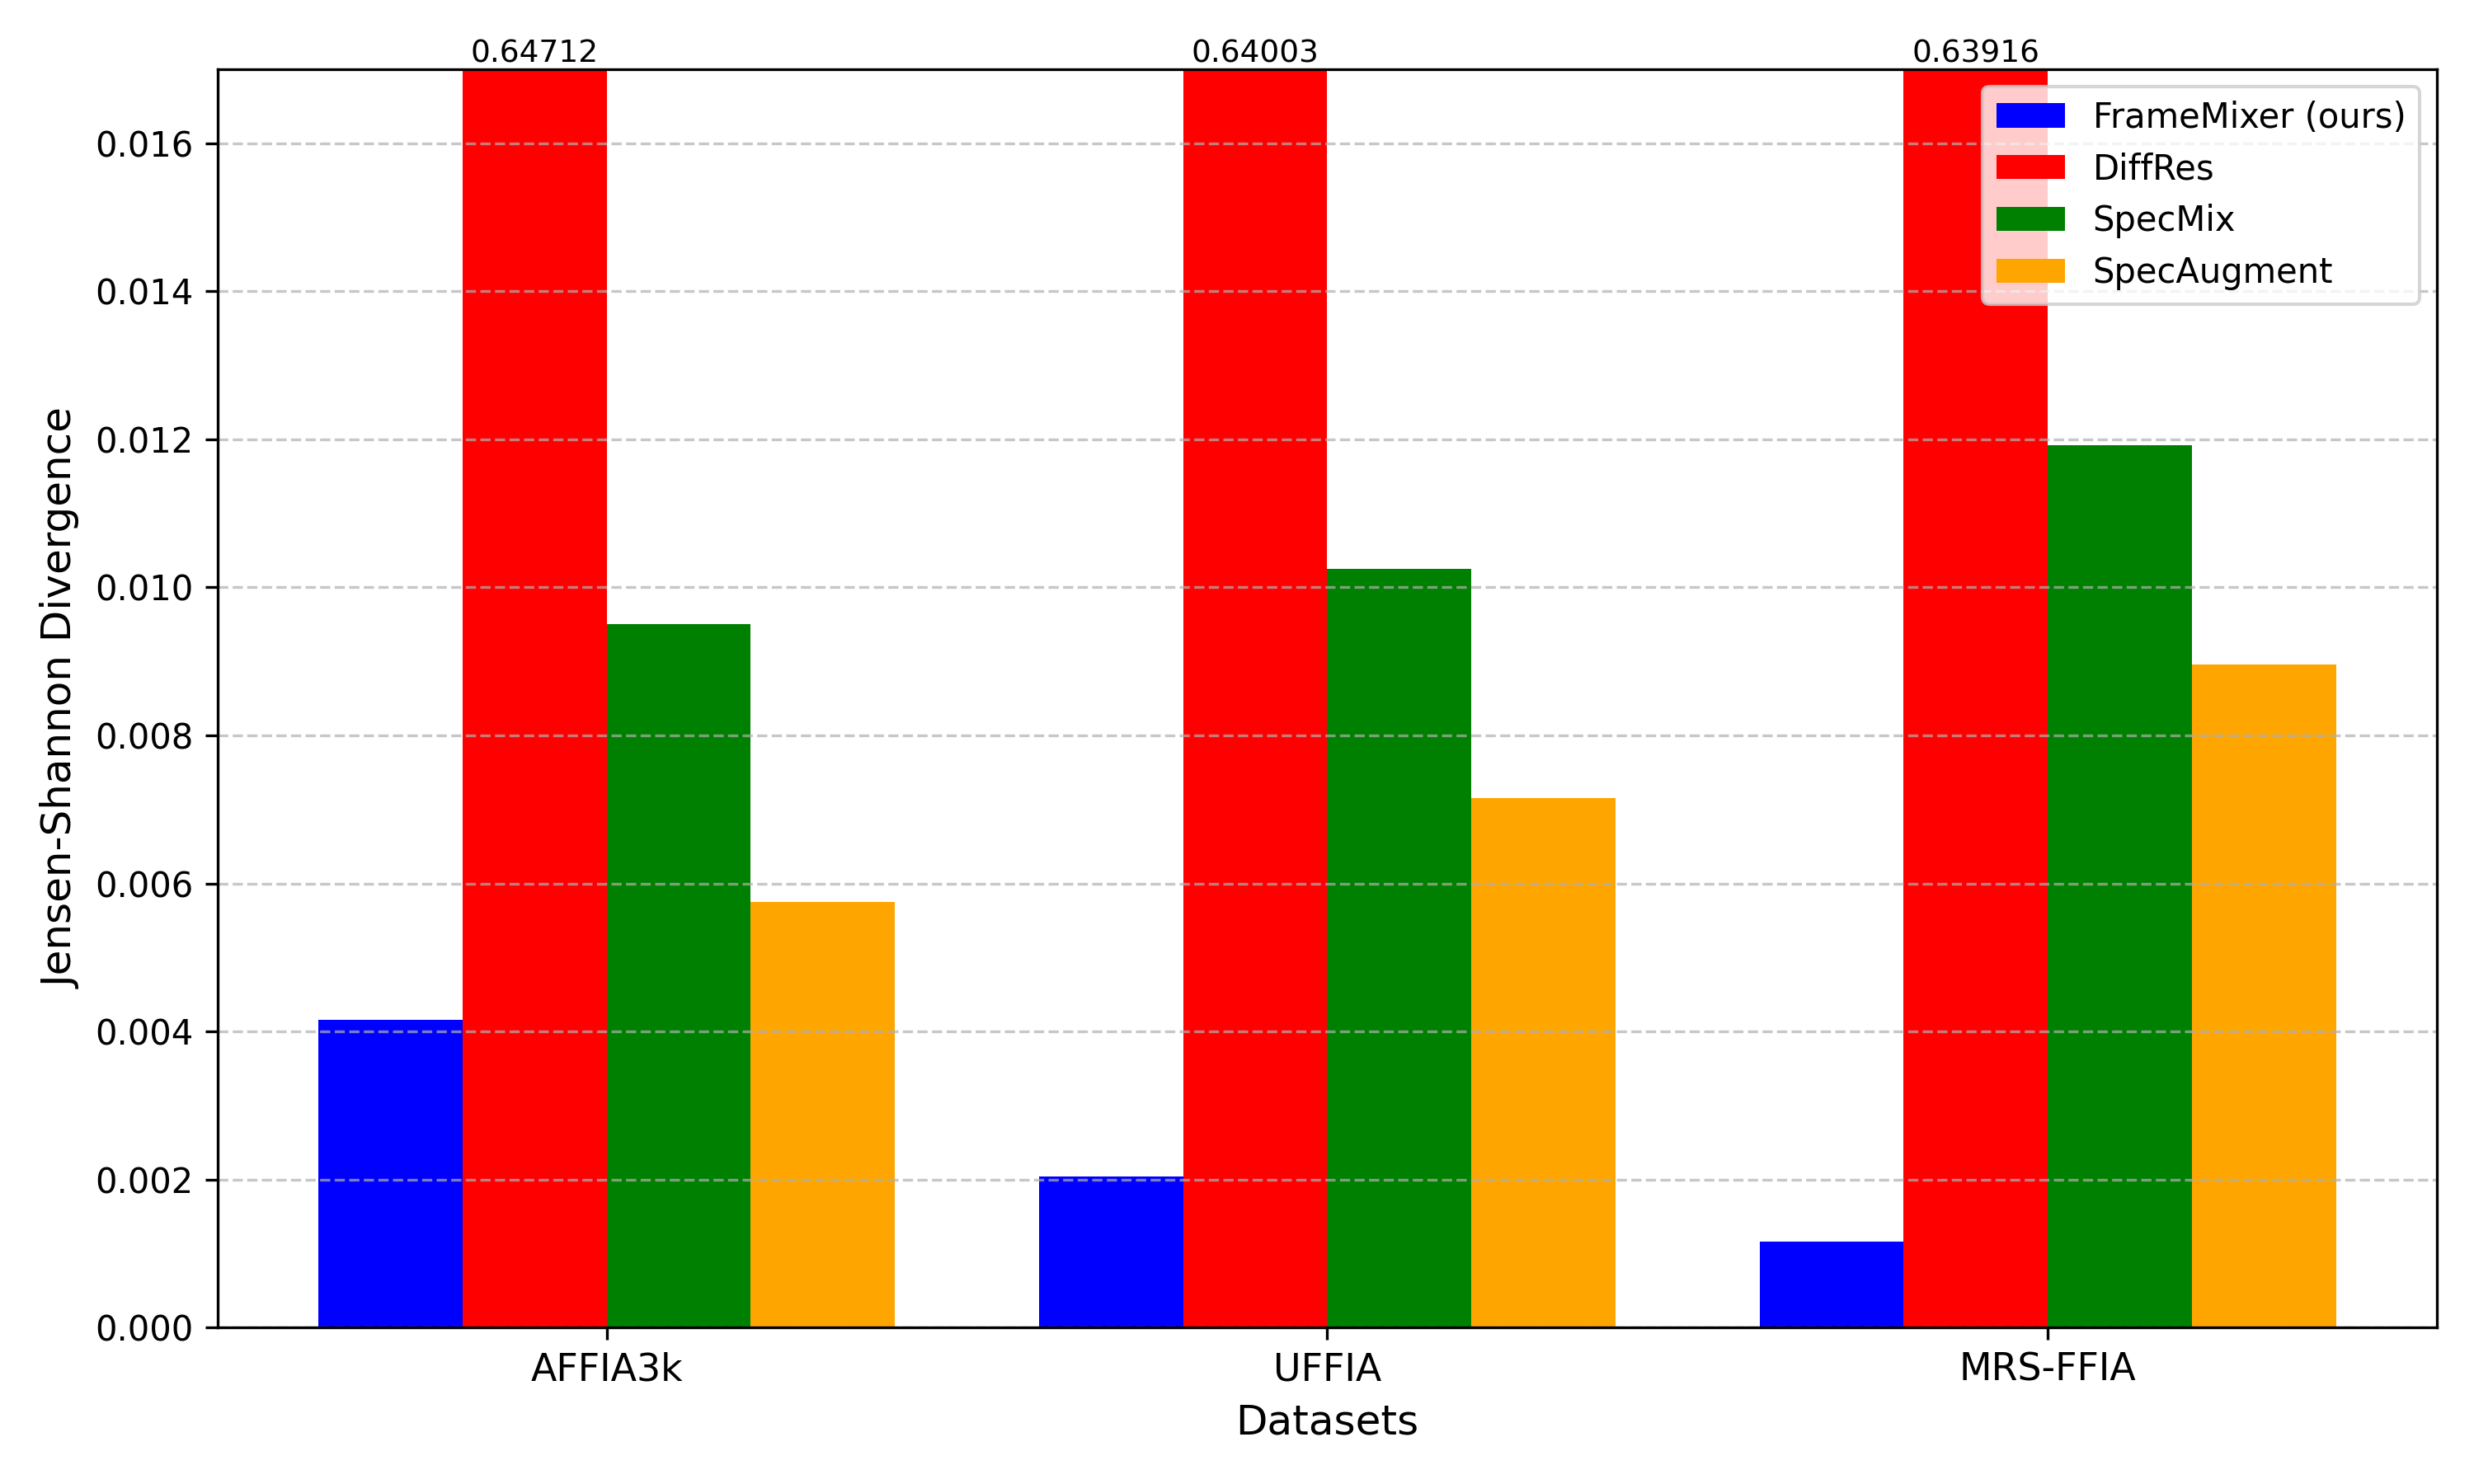 0.64712
0.64003
0.63916
FrameMixer (ours)
DiffRes
SpecMix
SpecAugment
Jensen-Shannon Divergence
0.016
0.014
0.012
0.010
0.008
0.006
0.004
0.002
0.000
AFFIA3k
UFFIA
MRS-FFIA
Datasets